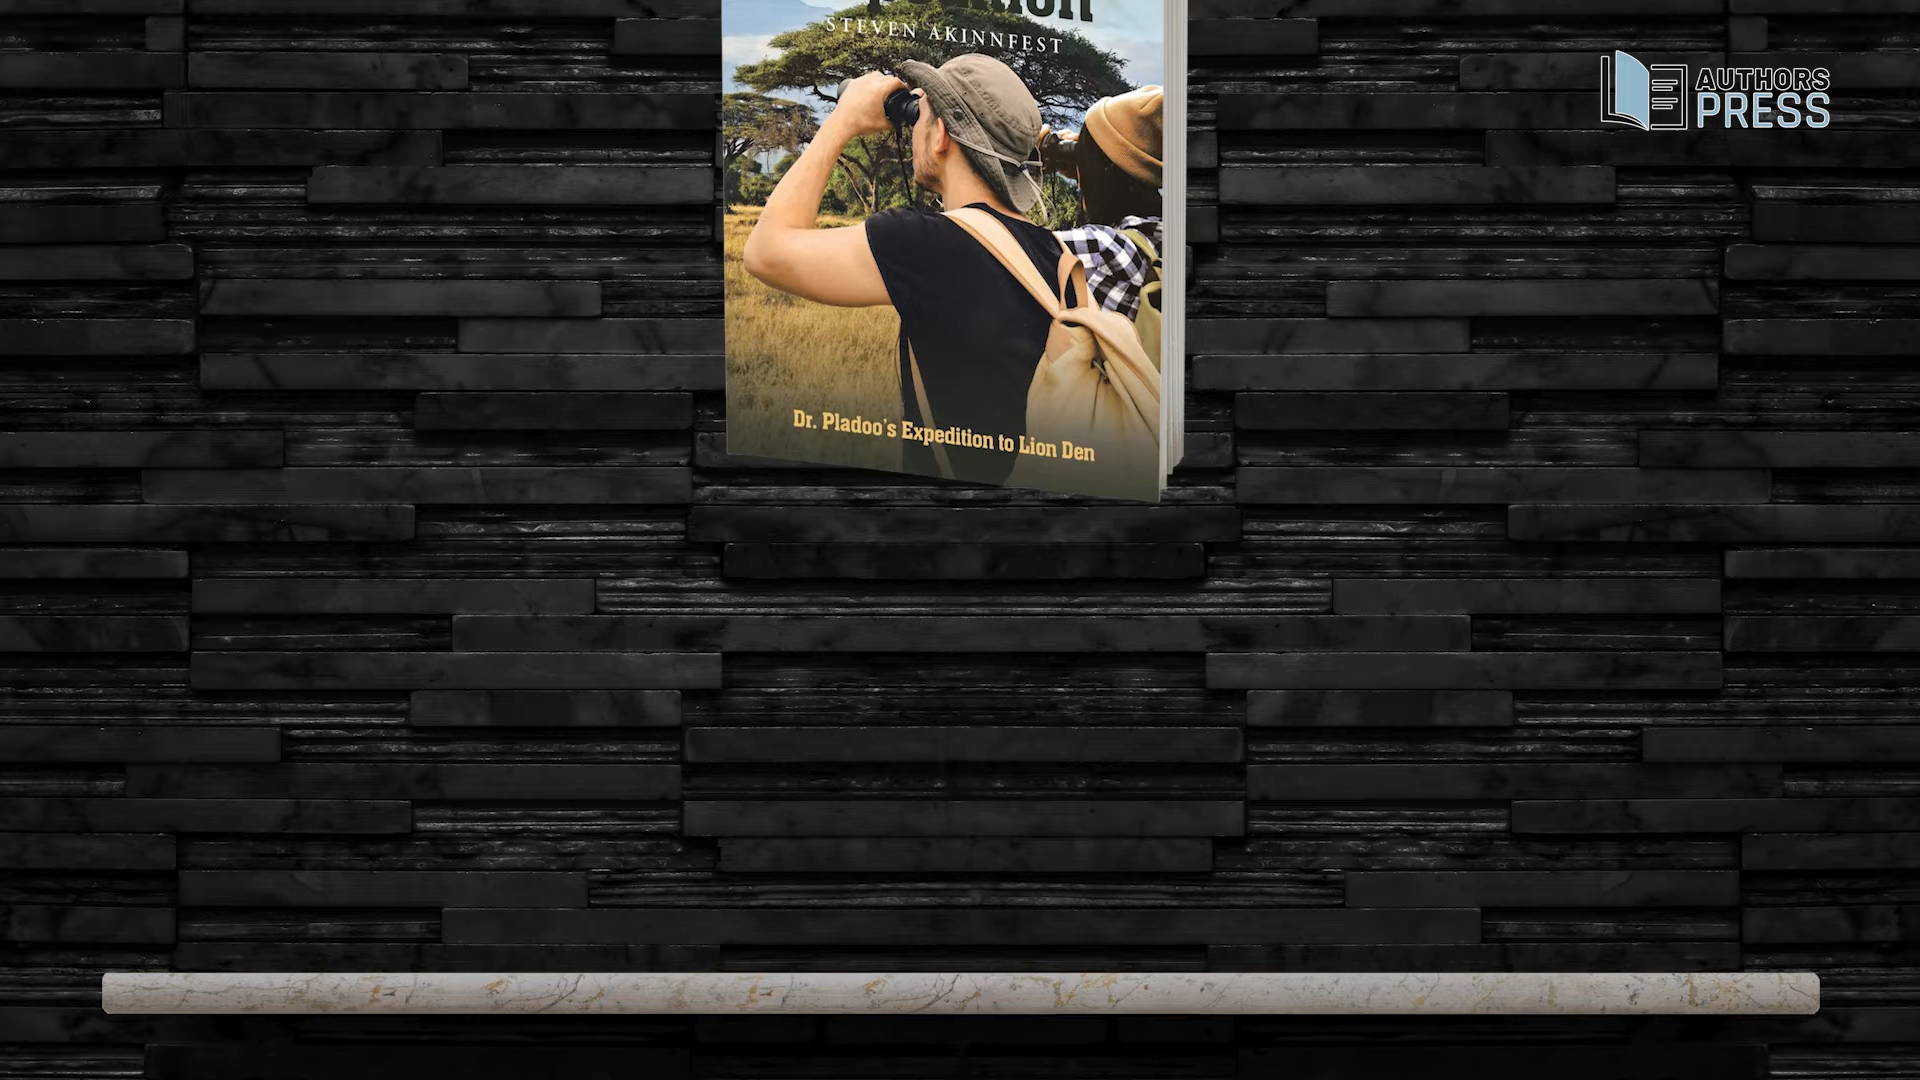 STEVEN AKINNFEST
AUTHORS
PRESS
Dr. Pladoo's Expedition to Lion Den